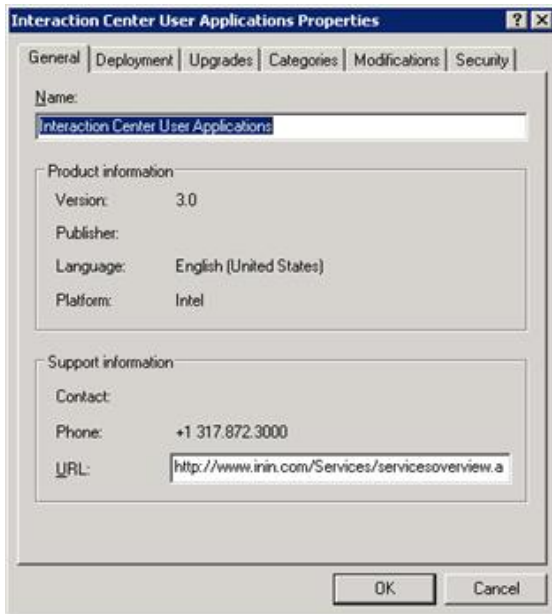 Interaction Center User Applications Properties
General Deployment Upgrades Categories Modifications Security
Name:
Interaction Center User Applications
Product information
Version: 3.0
Publisher:
Language: English (United States)
Platform: Intel
Support information
Contact:
Phone: +1 317.872.3000
URL: http://www.inin.com/Services/servicesoverview.a
OK Cancel